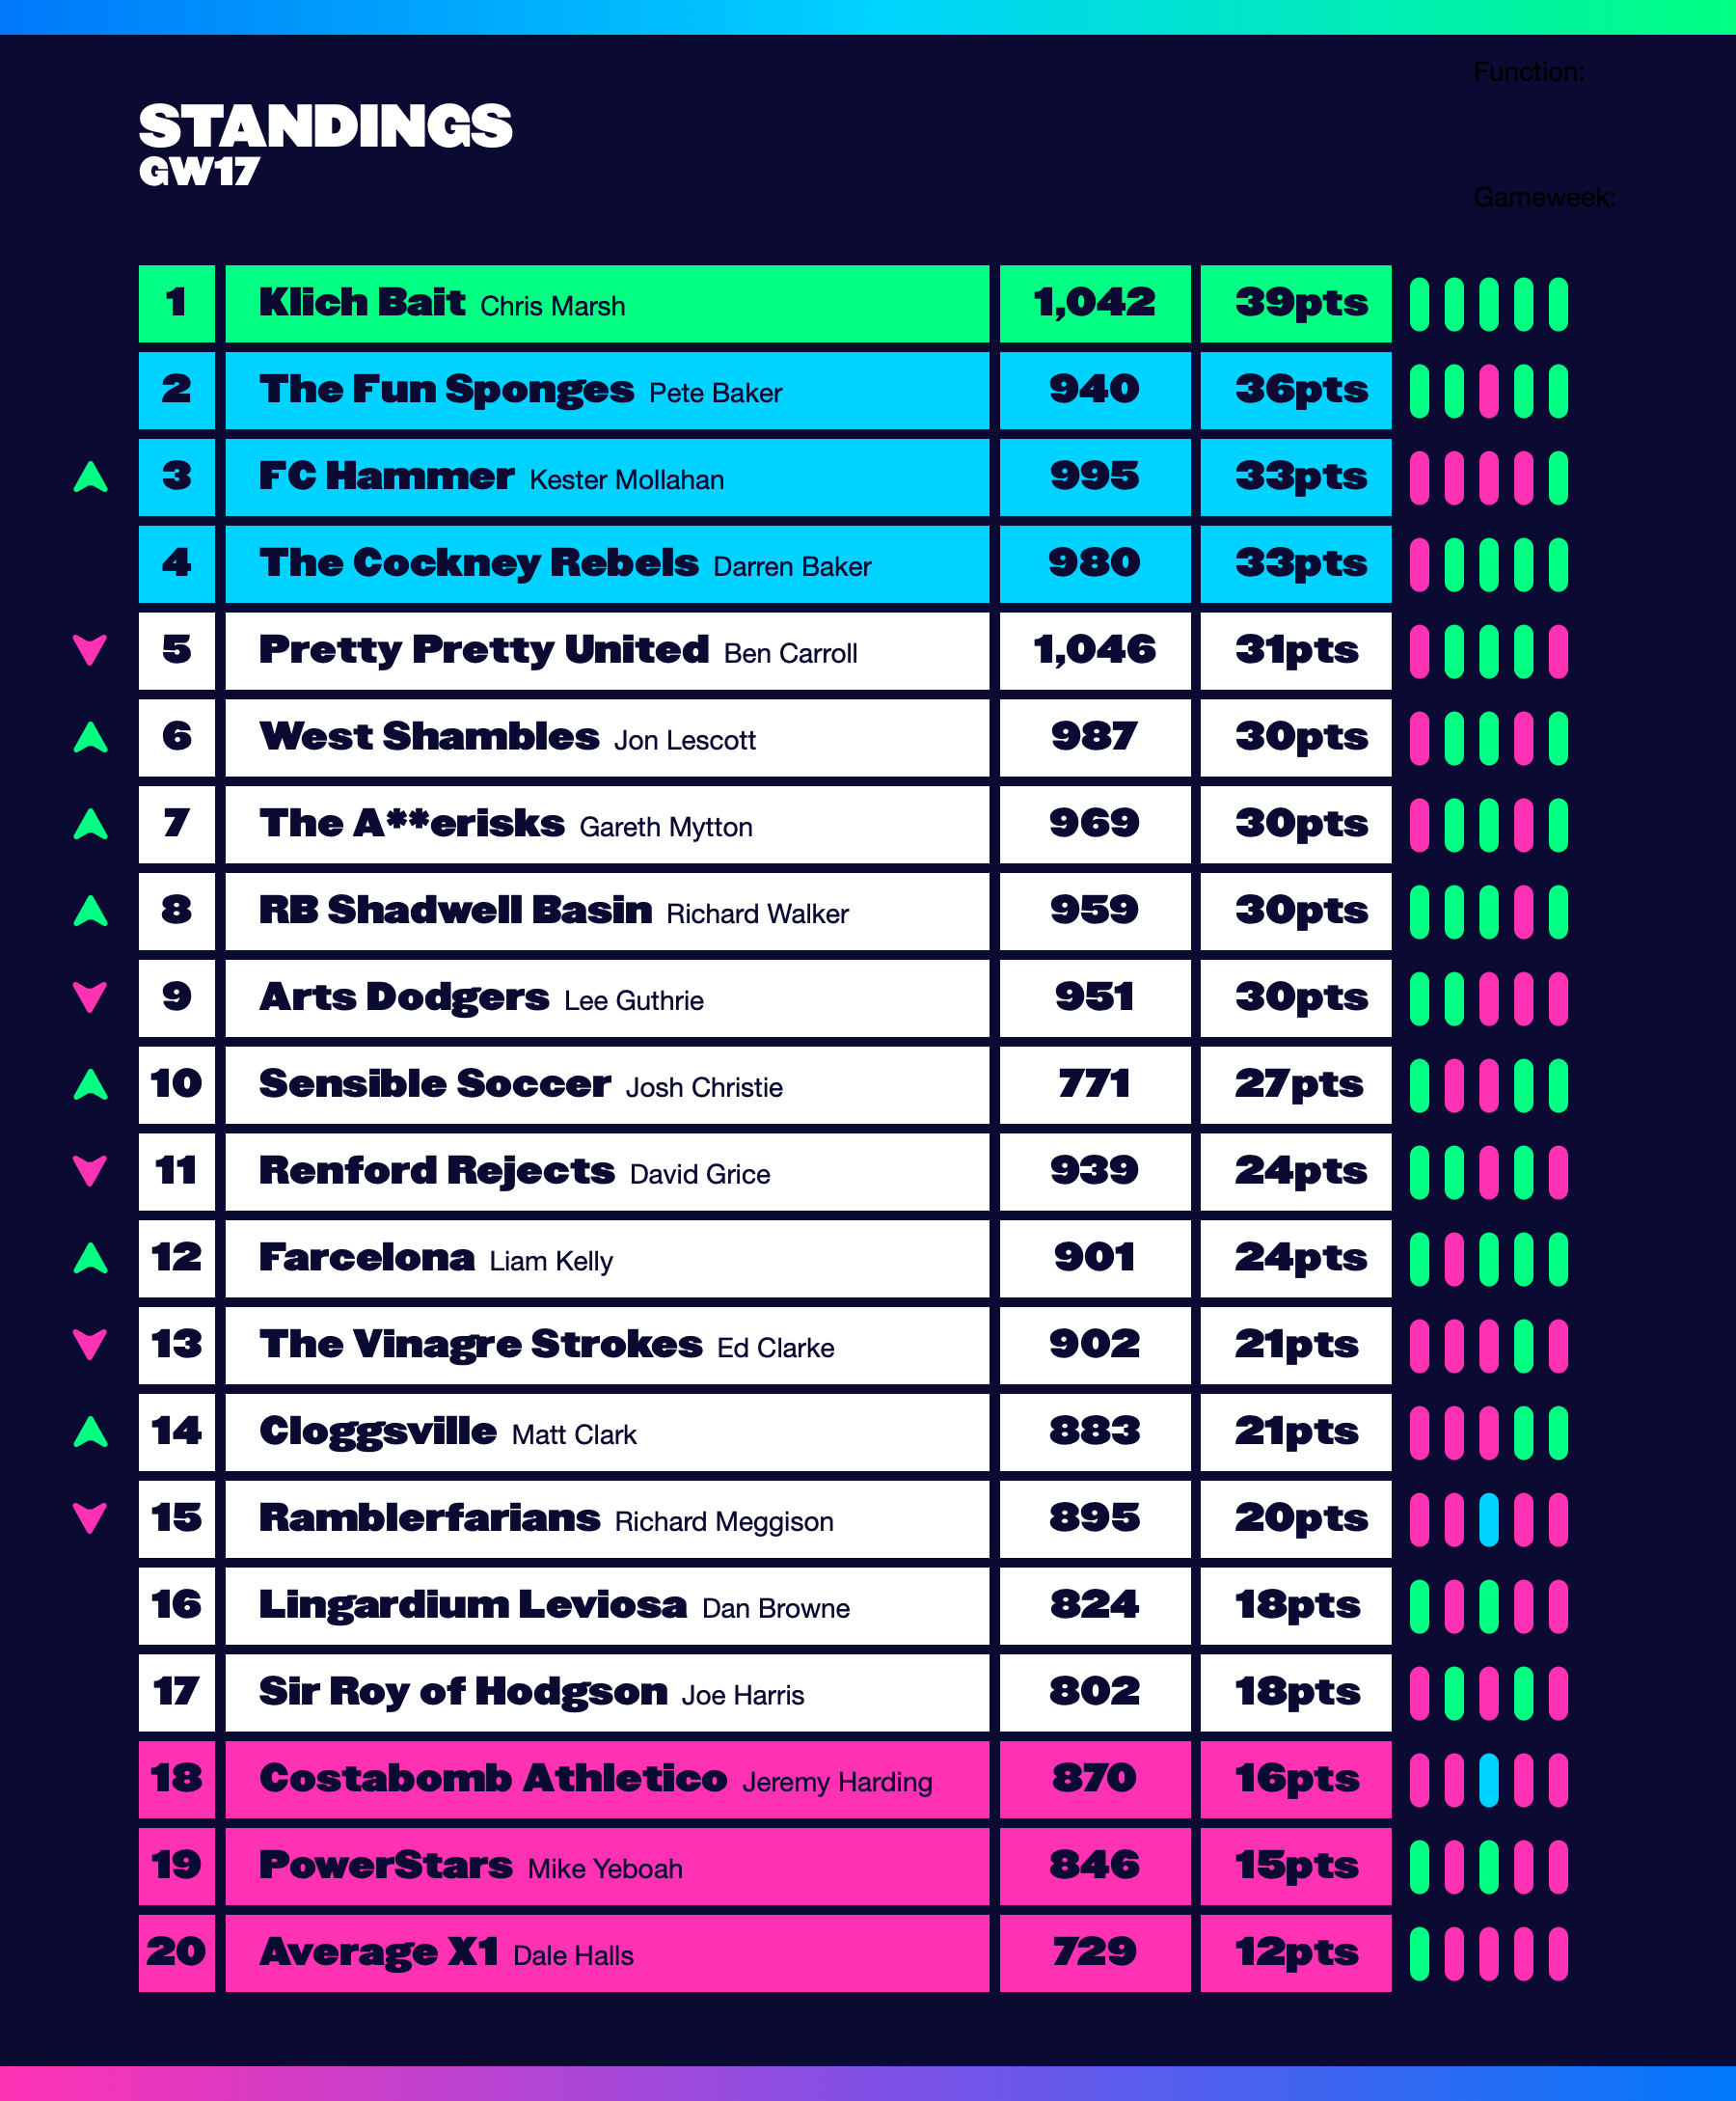 Function:
STANDINGS
GW17
Gameweek:
1 Klich Bait Chris Marsh 1,042 39pts
2 The Fun Sponges Pete Baker 940 36pts
3 FC Hammer Kester Mollahan 995 33pts
4 The Cockney Rebels Darren Baker 980 33pts
5 Pretty Pretty United Ben Carroll 1,046 31pts
6 West Shambles Jon Lescott 987 30pts
7 The A**erisks Gareth Mytton 969 30pts
8 RB Shadwell Basin Richard Walker 959 30pts
9 Arts Dodgers Lee Guthrie 951 30pts
10 Sensible Soccer Josh Christie 771 27pts
11 Renford Rejects David Grice 939 24pts
12 Farcelona Liam Kelly 901 24pts
13 The Vinagre Strokes Ed Clarke 902 21pts
14 Cloggsville Matt Clark 883 21pts
15 Ramblerfarians Richard Meggison 895 20pts
16 Lingardium Leviosa Dan Browne 824 18pts
17 Sir Roy of Hodgson Joe Harris 802 18pts
18 Costabomb Athletico Jeremy Harding 870 16pts
19 PowerStars Mike Yeboah 846 15pts
20 Average X1 Dale Halls 729 12pts